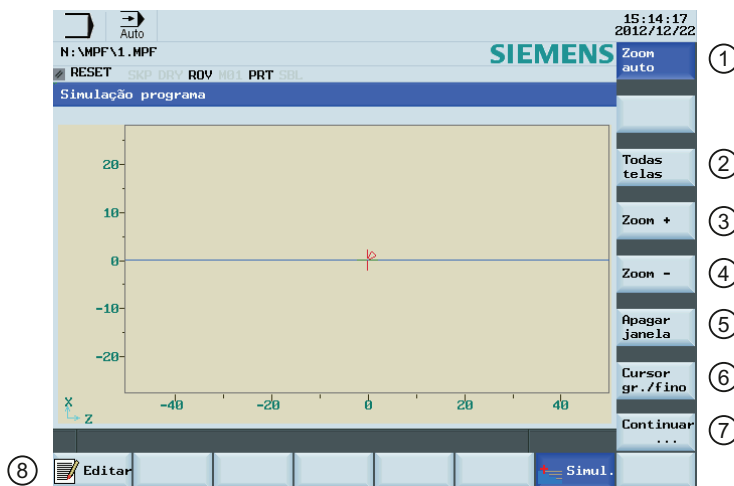 Auto
15:14:17
2012/12/22
N:\MPF\1.MPF
SIEMENS
RESET SKP DRY ROV M01 PRT SBL
Simulação programa
20
10
0
-10
-20
-40 -20 0 20 40
X
Z
Zoom
auto
1
Todas
telas
2
Zoom +
3
Zoom -
4
Apagar
janela
5
Cursor
gr./fino
6
Continuar
...
7
8
Editar
Simul.